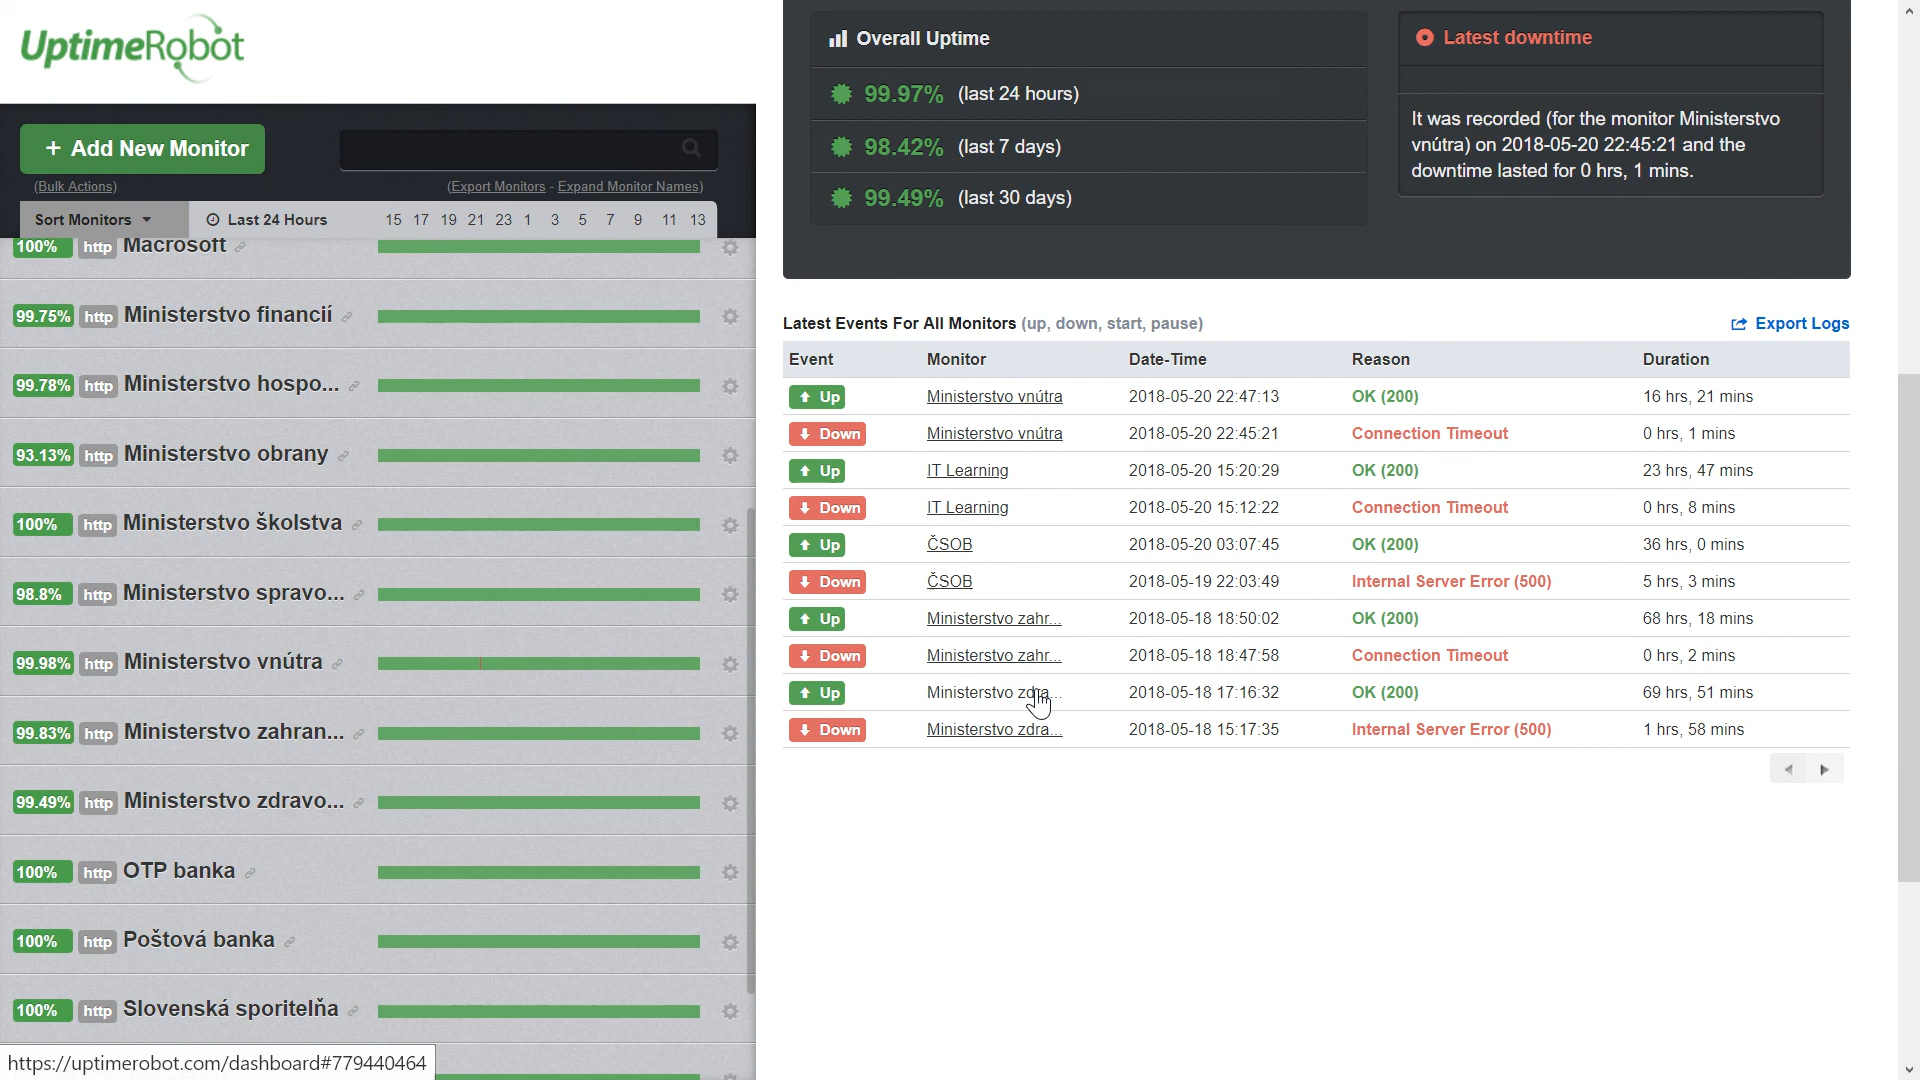 UptimeRobot
+ Add New Monitor
(Bulk Actions)
(Export Monitors - Expand Monitor Names)
Sort Monitors
Last 24 Hours
15 17 19 21 23 1 3 5 7 9 11 13
100% http Macrosoft
99.75% http Ministerstvo financií
99.78% http Ministerstvo hospo...
93.13% http Ministerstvo obrany
100% http Ministerstvo školstva
98.8% http Ministerstvo spravo...
99.98% http Ministerstvo vnútra
99.83% http Ministerstvo zahran...
99.49% http Ministerstvo zdravo...
100% http OTP banka
100% http Poštová banka
100% http Slovenská sporitelňa
https://uptimerobot.com/dashboard#779440464
Overall Uptime
99.97% (last 24 hours)
98.42% (last 7 days)
99.49% (last 30 days)
Latest downtime
It was recorded (for the monitor Ministerstvo
vnútra) on 2018-05-20 22:45:21 and the
downtime lasted for 0 hrs, 1 mins.
Latest Events For All Monitors (up, down, start, pause)
Export Logs
Event Monitor Date-Time Reason Duration
Up Ministerstvo vnútra 2018-05-20 22:47:13 OK (200) 16 hrs, 21 mins
Down Ministerstvo vnútra 2018-05-20 22:45:21 Connection Timeout 0 hrs, 1 mins
Up IT Learning 2018-05-20 15:20:29 OK (200) 23 hrs, 47 mins
Down IT Learning 2018-05-20 15:12:22 Connection Timeout 0 hrs, 8 mins
Up ČSOB 2018-05-20 03:07:45 OK (200) 36 hrs, 0 mins
Down ČSOB 2018-05-19 22:03:49 Internal Server Error (500) 5 hrs, 3 mins
Up Ministerstvo zahr... 2018-05-18 18:50:02 OK (200) 68 hrs, 18 mins
Down Ministerstvo zahr... 2018-05-18 18:47:58 Connection Timeout 0 hrs, 2 mins
Up Ministerstvo zdra... 2018-05-18 17:16:32 OK (200) 69 hrs, 51 mins
Down Ministerstvo zdra... 2018-05-18 15:17:35 Internal Server Error (500) 1 hrs, 58 mins